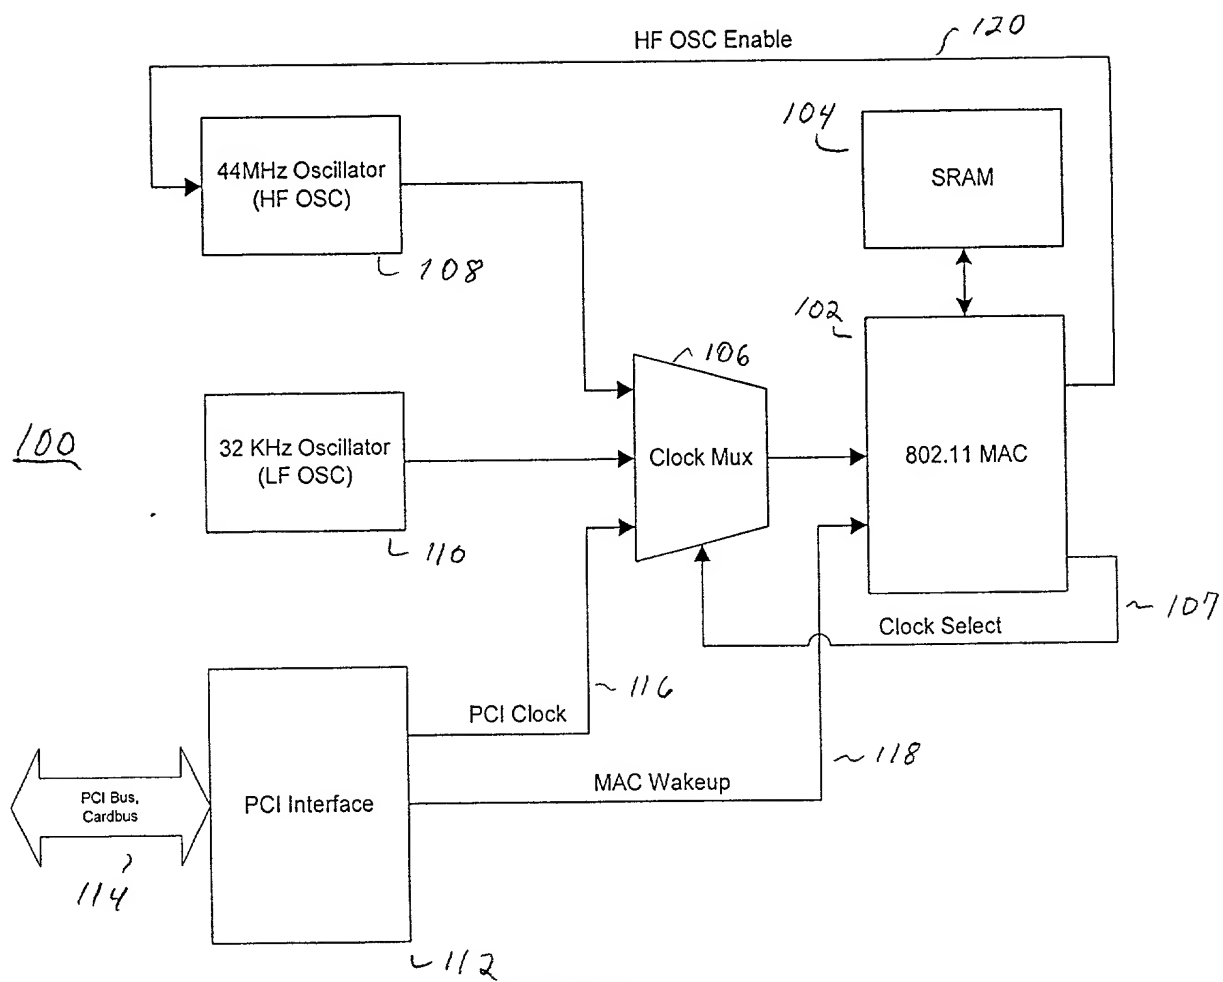 HF OSC Enable
120
104
44MHz Oscillator
(HF OSC)
SRAM
108
102
106
100
32 KHz Oscillator
(LF OSC)
Clock Mux
802.11 MAC
110
107
Clock Select
116
PCI Clock
118
MAC Wakeup
PCI Bus,
Cardbus
PCI Interface
114
112